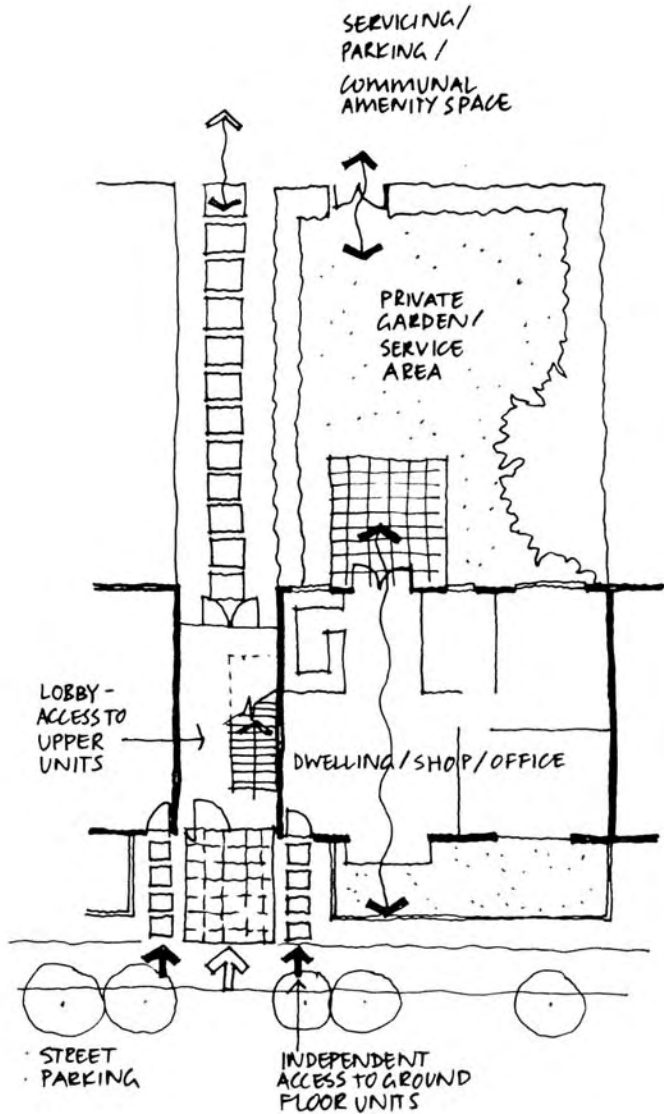 SERVICING/
PARKING/
COMMUNAL
AMENITY SPACE
PRIVATE
GARDEN/
SERVICE
AREA
LOBBY-
ACCESS TO
UPPER
UNITS
DWELLING/SHOP/OFFICE
STREET
PARKING
INDEPENDENT
ACCESS TO GROUND
FLOOR UNITS